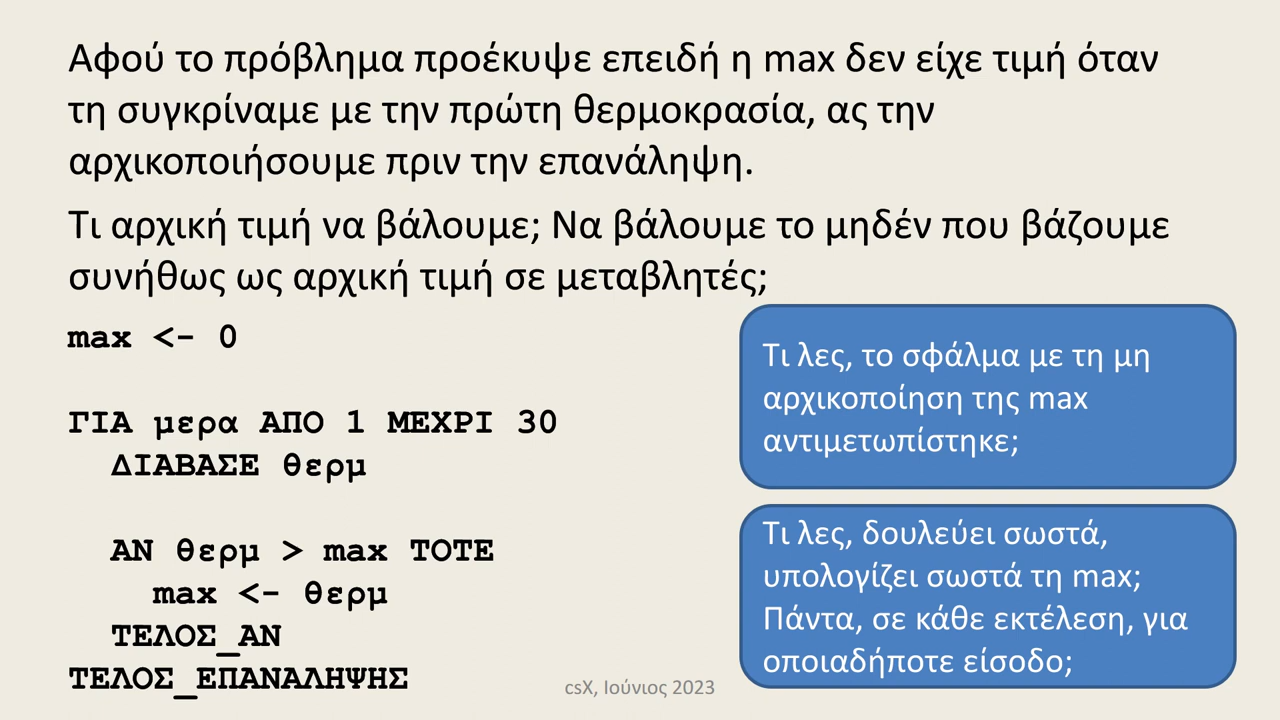 Αφού το πρόβλημα προέκυψε επειδή η max δεν είχε τιμή όταν
τη συγκρίναμε με την πρώτη θερμοκρασία, ας την
αρχικοποιήσουμε πριν την επανάληψη.
Τι αρχική τιμή να βάλουμε; Να βάλουμε το μηδέν που βάζουμε
συνήθως ως αρχική τιμή σε μεταβλητές;
max <- 0
ΓΙΑ μερα ΑΠΟ 1 ΜΕΧΡΙ 30
ΔΙΑΒΑΣΕ θερμ
ΑΝ θερμ > max ΤΟΤΕ
max <- θερμ
ΤΕΛΟΣ_ΑΝ
ΤΕΛΟΣ_ΕΠΑΝΑΛΗΨΗΣ
Τι λες, το σφάλμα με τη μη
αρχικοποίηση της max
αντιμετωπίστηκε;
Τι λες, δουλεύει σωστά,
υπολογίζει σωστά τη max;
Πάντα, σε κάθε εκτέλεση, για
οποιαδήποτε είσοδο;
csX, Ιούνιος 2023